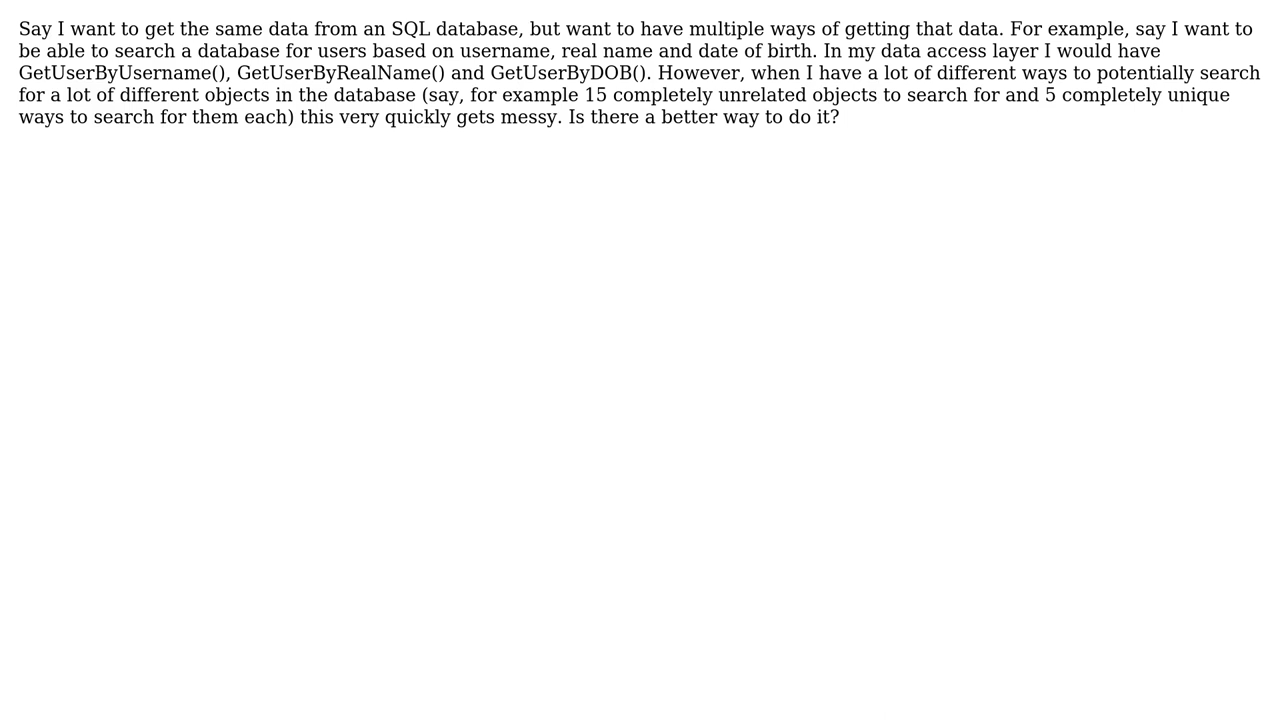 Say I want to get the same data from an SQL database, but want to have multiple ways of getting that data. For example, say I want to
be able to search a database for users based on username, real name and date of birth. In my data access layer I would have
GetUserByUsername(), GetUserByRealName() and GetUserByDOB(). However, when I have a lot of different ways to potentially search
for a lot of different objects in the database (say, for example 15 completely unrelated objects to search for and 5 completely unique
ways to search for them each) this very quickly gets messy. Is there a better way to do it?